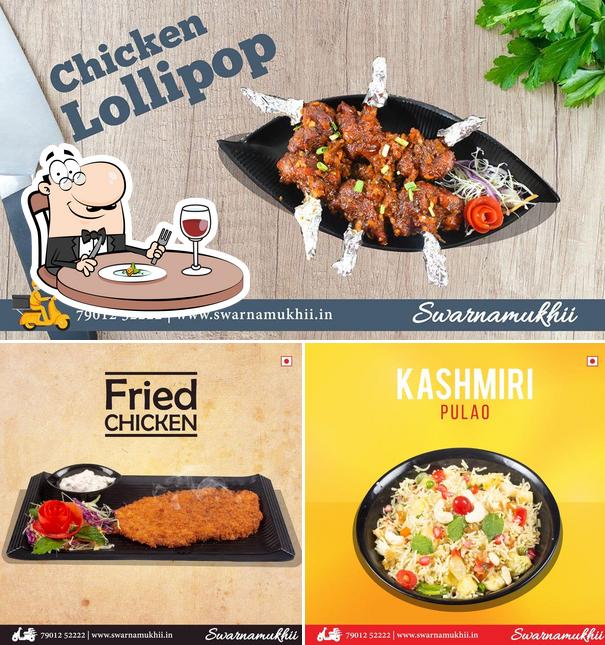 Chicken
Lollipop
79012 52222 | www.swarnamukhii.in
Swarnamukhii
Fried
CHICKEN
79012 52222 | www.swarnamukhii.in
Swarnamukhii
KASHMIRI
PULAO
79012 52222 | www.swarnamukhii.in
Swarnamukhii